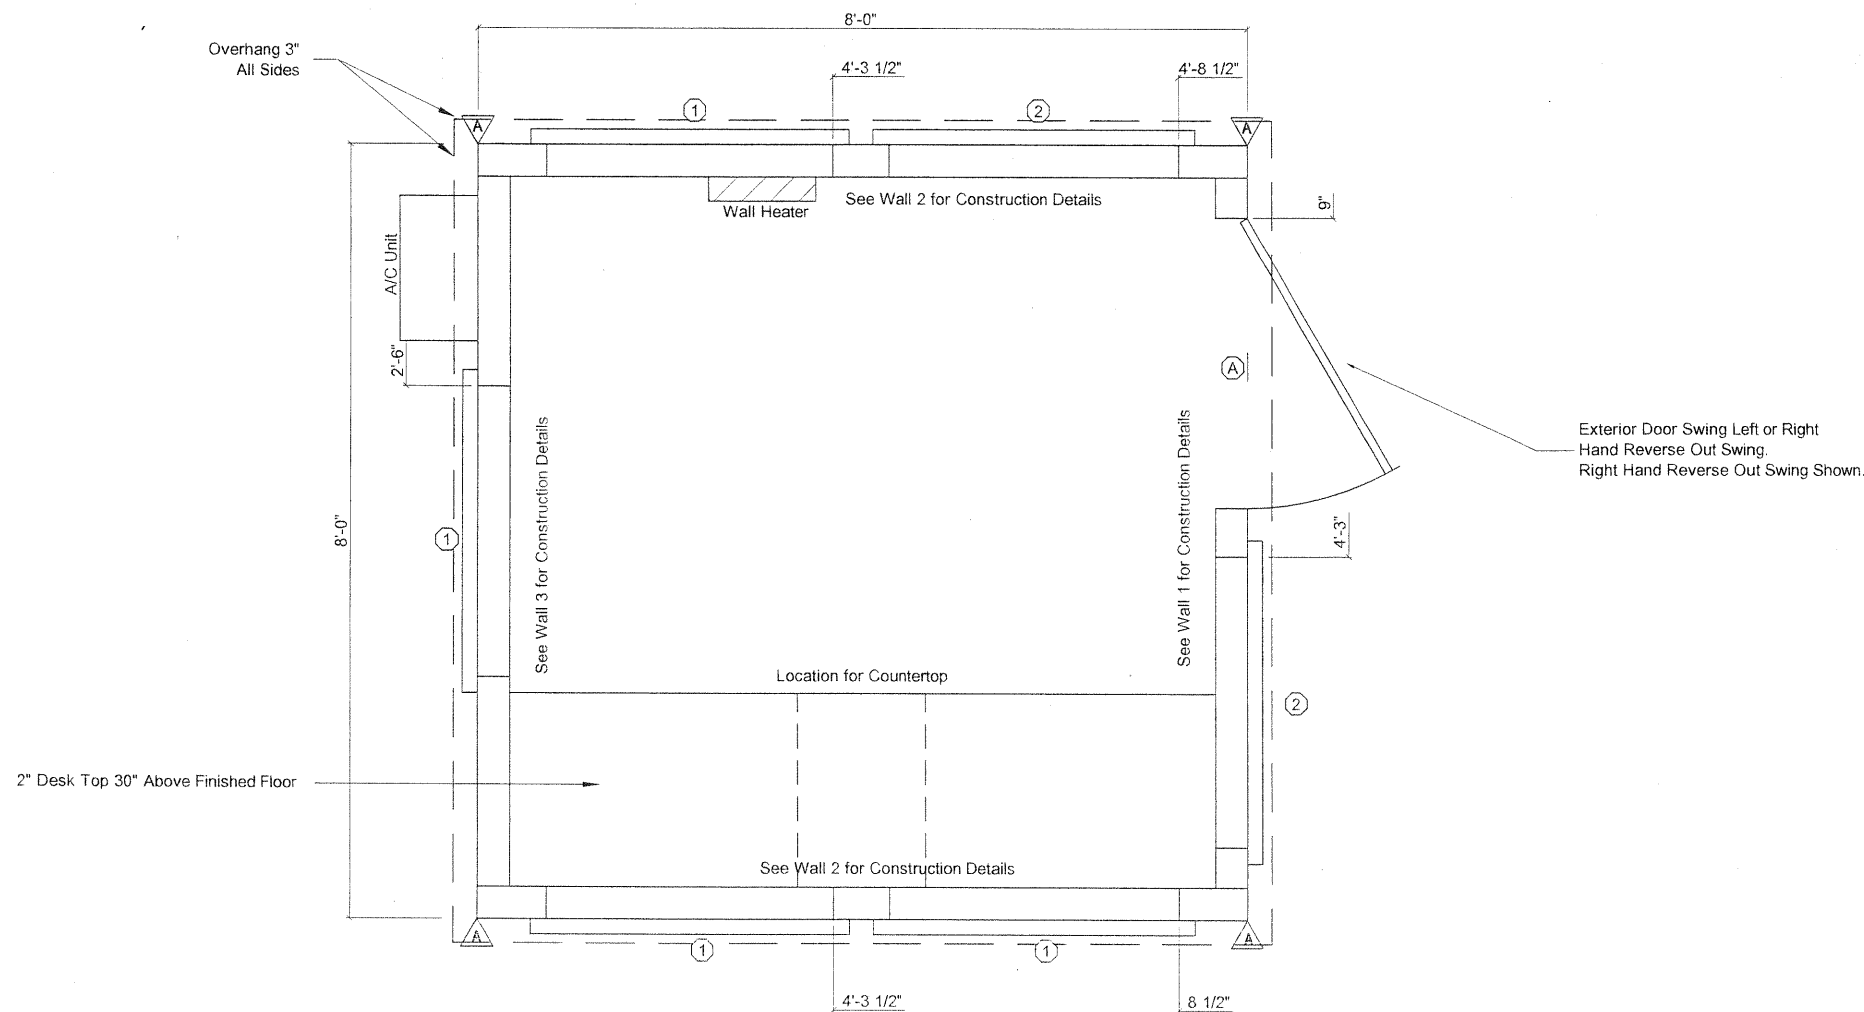 8'-0"
Overhang 3"
All Sides
4'-3 1/2"
4'-8 1/2"
1
2
A
A
Wall Heater
See Wall 2 for Construction Details
9"
A/C Unit
2'-6"
A
Exterior Door Swing Left or Right
Hand Reverse Out Swing.
Right Hand Reverse Out Swing Shown.
See Wall 3 for Construction Details
See Wall 1 for Construction Details
8'-0"
1
4'-3"
Location for Countertop
2
2" Desk Top 30" Above Finished Floor
See Wall 2 for Construction Details
A
A
1
1
4'-3 1/2"
8 1/2"